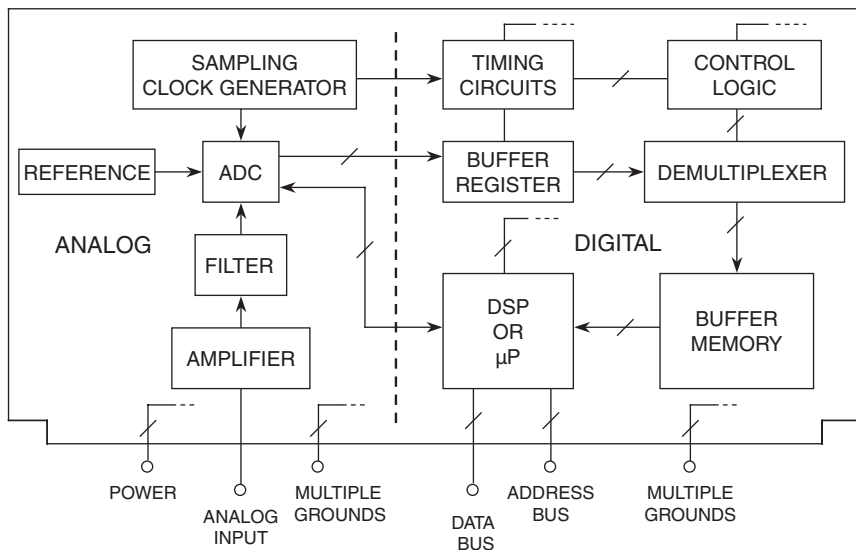 SAMPLING
CLOCK GENERATOR
TIMING
CIRCUITS
CONTROL
LOGIC
REFERENCE
ADC
BUFFER
REGISTER
DEMULTIPLEXER
ANALOG
FILTER
DIGITAL
AMPLIFIER
DSP
OR
µP
BUFFER
MEMORY
POWER
ANALOG
INPUT
MULTIPLE
GROUNDS
DATA
BUS
ADDRESS
BUS
MULTIPLE
GROUNDS